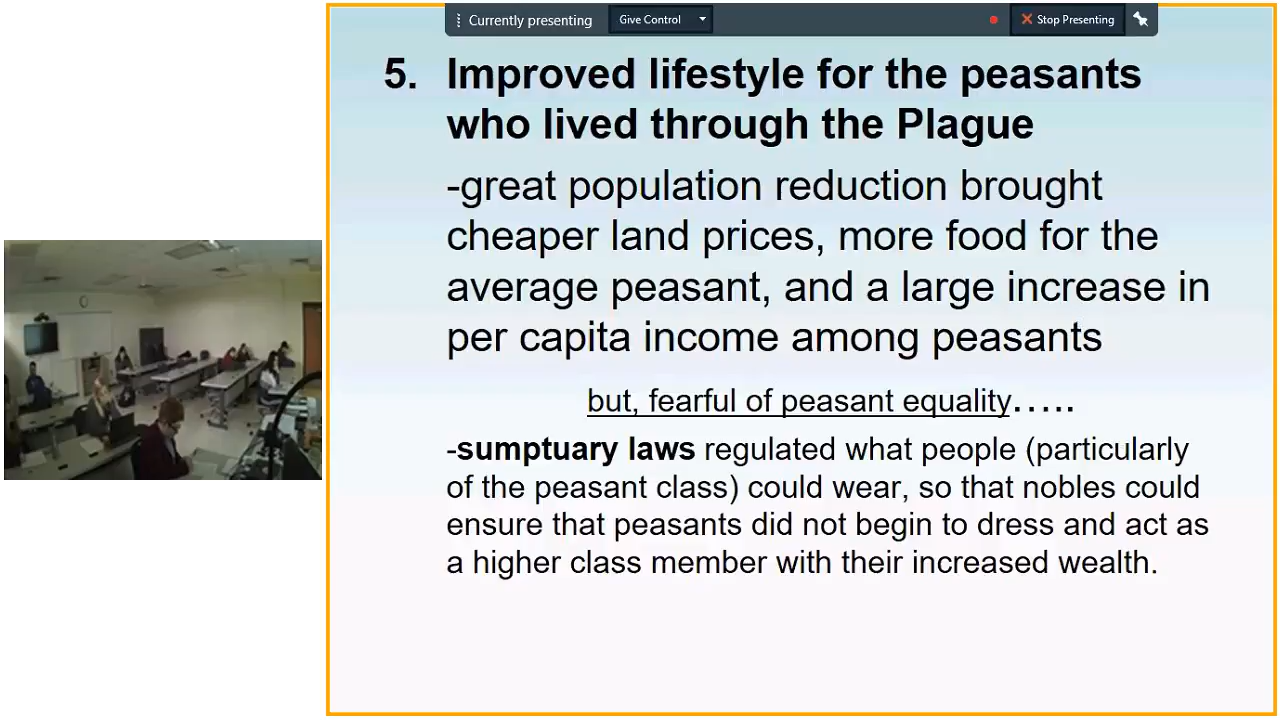 Currently presenting Give Control Stop Presenting
5. Improved lifestyle for the peasants
who lived through the Plague
-great population reduction brought
cheaper land prices, more food for the
average peasant, and a large increase in
per capita income among peasants
but, fearful of peasant equality…..
-sumptuary laws regulated what people (particularly
of the peasant class) could wear, so that nobles could
ensure that peasants did not begin to dress and act as
a higher class member with their increased wealth.